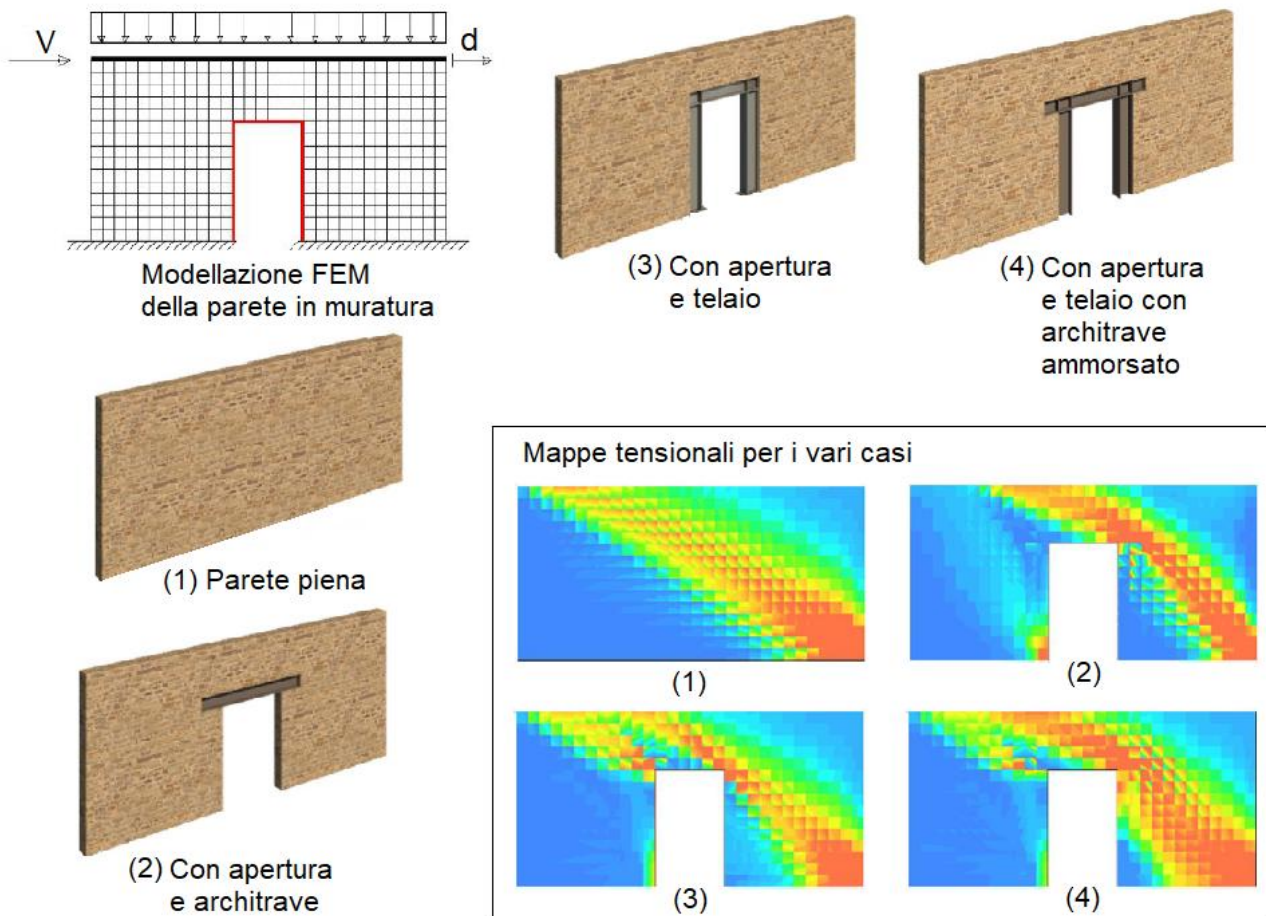 V
d
Modellazione FEM
della parete in muratura
(3) Con apertura
e telaio
(4) Con apertura
e telaio con
architrave
ammorsato
(1) Parete piena
(2) Con apertura
e architrave
Mappe tensionali per i vari casi
(1)
(2)
(3)
(4)